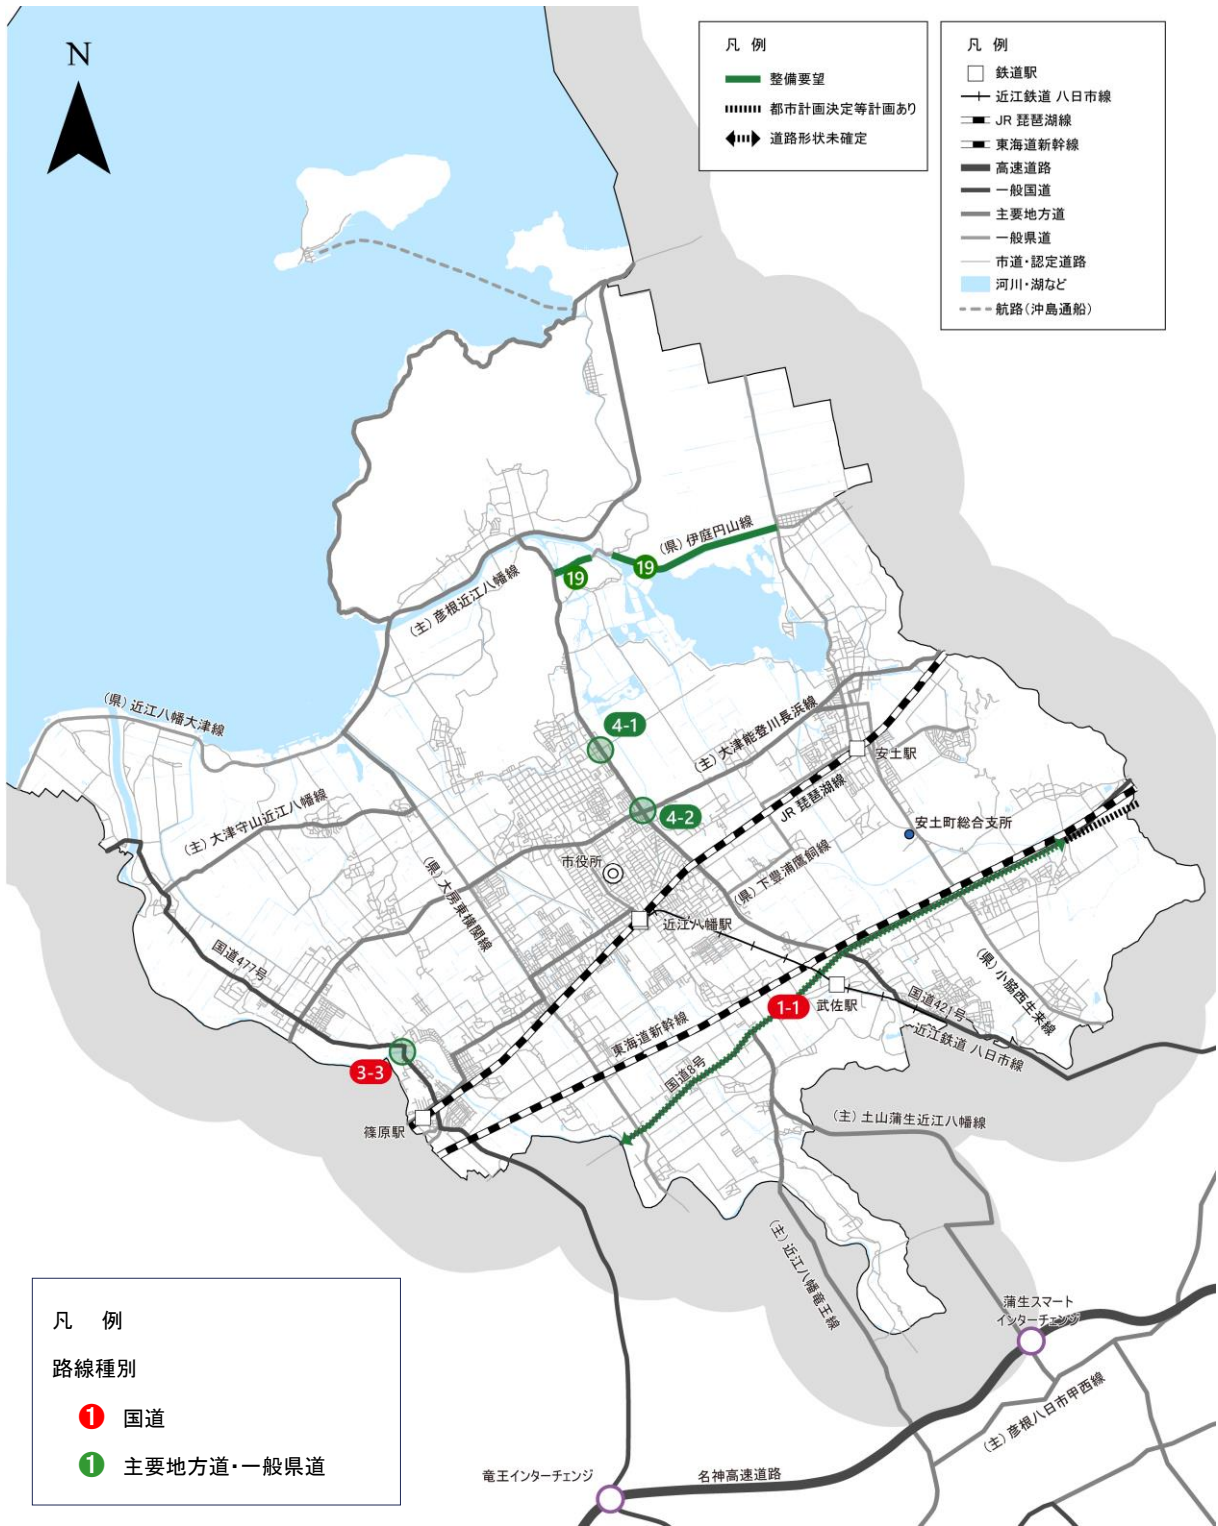 N
凡 例
整備要望
都市計画決定等計画あり
道路形状未確定
凡 例
鉄道駅
近江鉄道 八日市線
JR 琵琶湖線
東海道新幹線
高速道路
一般国道
主要地方道
一般県道
市道・認定道路
河川・湖など
航路(沖島通船)
(県) 伊庭円山線
19
19
(主) 彦根近江八幡線
(県) 近江八幡大津線
4-1
(主) 大津能登川長浜線
安土駅
JR 琵琶湖線
4-2
(主) 大津守山近江八幡線
安土町総合支所
市役所
(県) 下豊浦鷹飼線
(県) 大房東横関線
近江八幡駅
国道477号
(県) 小脇西生来線
1-1
武佐駅
国道421号
近江鉄道 八日市線
東海道新幹線
3-3
国道8号
篠原駅
(主) 土山蒲生近江八幡線
(主) 近江八幡竜王線
蒲生スマート
インターチェンジ
(主) 彦根八日市甲西線
竜王インターチェンジ
名神高速道路
凡 例
路線種別
1 国道
1 主要地方道・一般県道